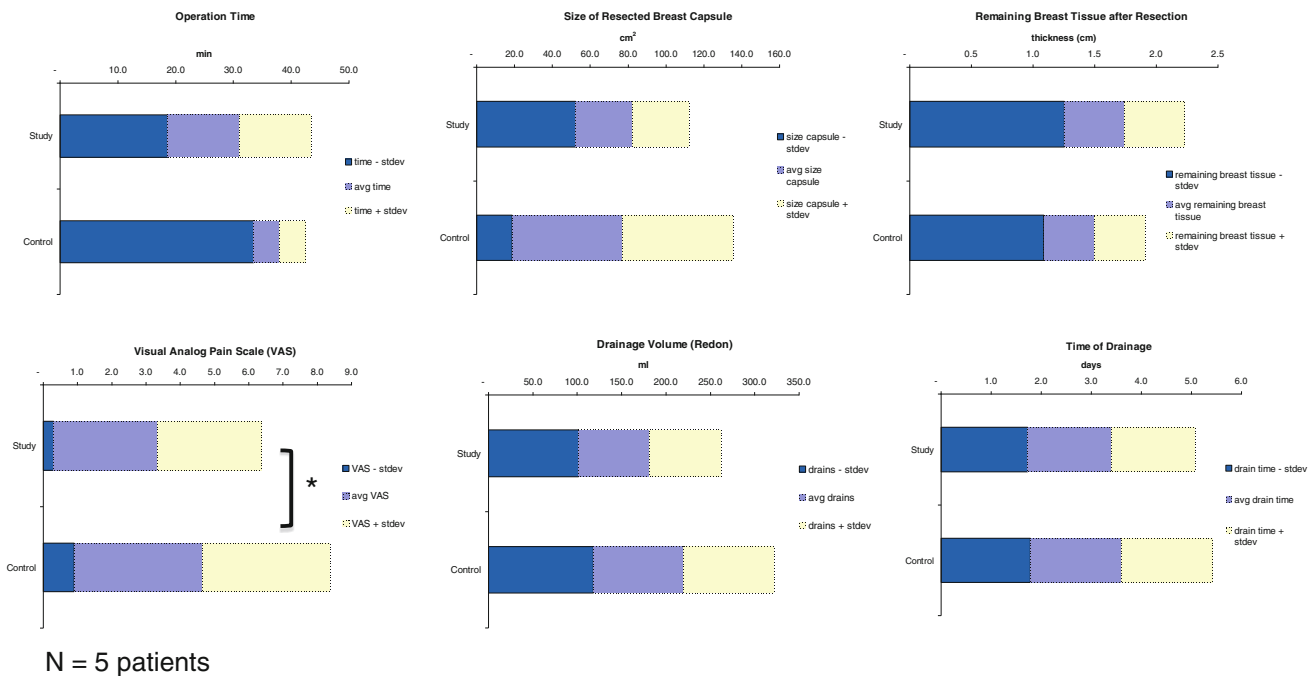 Operation Time
min
- 10.0 20.0 30.0 40.0 50.0
Study
Control
time - stdev
avg time
time + stdev
Size of Resected Breast Capsule
cm²
- 20.0 40.0 60.0 80.0 100.0 120.0 140.0 160.0
Study
Control
size capsule -
stdev
avg size
capsule
size capsule +
stdev
Remaining Breast Tissue after Resection
thickness (cm)
- 0.5 1.0 1.5 2.0 2.5
Study
Control
remaining breast tissue -
stdev
avg remaining breast
tissue
remaining breast tissue +
stdev
Visual Analog Pain Scale (VAS)
- 1.0 2.0 3.0 4.0 5.0 6.0 7.0 8.0 9.0
Study
Control
*
VAS - stdev
avg VAS
VAS + stdev
Drainage Volume (Redon)
ml
- 50.0 100.0 150.0 200.0 250.0 300.0 350.0
Study
Control
drains - stdev
avg drains
drains + stdev
Time of Drainage
days
- 1.0 2.0 3.0 4.0 5.0 6.0
Study
Control
drain time - stdev
avg drain time
drain time +
stdev
N = 5 patients